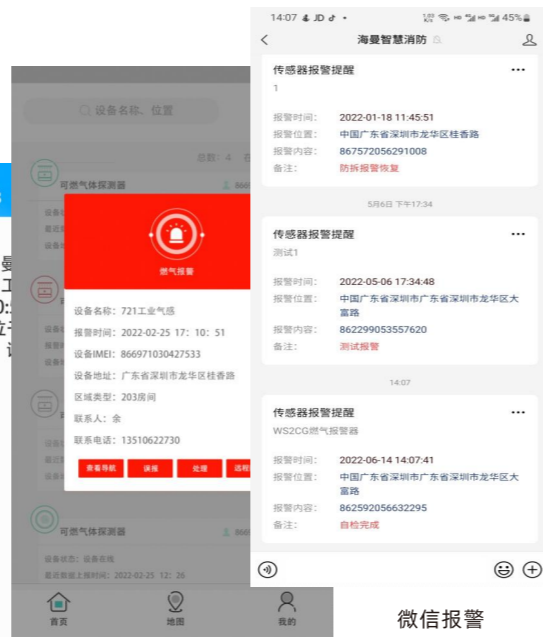 设备名称、位置
总数: 4
可燃气体探测器
燃气报警
设备名称: 721工业气感
报警时间: 2022-02-25 17: 10: 51
设备IMEI: 866971030427533
设备地址: 广东省深圳市龙华区桂香路
区域类型: 203房间
联系人: 余
联系电话: 13510622730
查看导航 误报 处理
可燃气体探测器
设备状态: 设备在线
最近数据上报时间: 2022-02-25 12: 26
首页 地图 我的
14:07 JD 45%
海曼智慧消防
传感器报警提醒
1
报警时间: 2022-01-18 11:45:51
报警位置: 中国广东省深圳市龙华区桂香路
报警内容: 867572056291008
备注: 防拆报警恢复
5月6日 下午17:34
传感器报警提醒
测试1
报警时间: 2022-05-06 17:34:48
报警位置: 中国广东省深圳市广东省深圳市龙华区大
富路
报警内容: 862299053557620
备注: 测试报警
14:07
传感器报警提醒
WS2CG燃气报警器
报警时间: 2022-06-14 14:07:41
报警位置: 中国广东省深圳市广东省深圳市龙华区大
富路
报警内容: 862592056632295
备注: 自检完成
微信报警